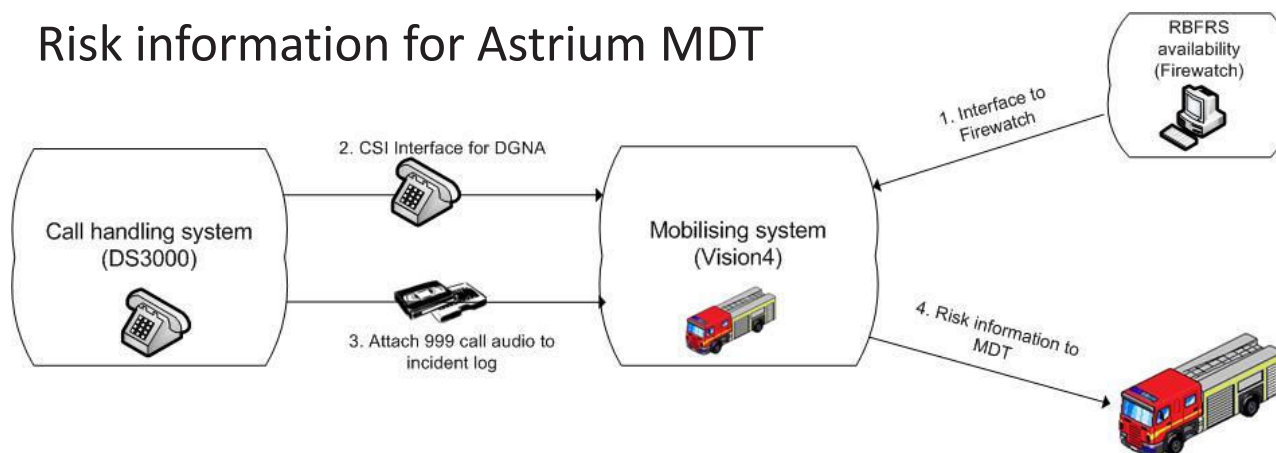 Risk information for Astrium MDT
RBFRS
availability
(Firewatch)
1. Interface to
Firewatch
2. CSI Interface for DGNA
Call handling system
(DS3000)
Mobilising system
(Vision4)
3. Attach 999 call audio to
incident log
4. Risk information to
MDT